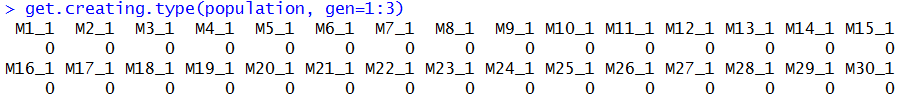 > get.creating.type(population, gen=1:3)
M1_1 M2_1 M3_1 M4_1 M5_1 M6_1 M7_1 M8_1 M9_1 M10_1 M11_1 M12_1 M13_1 M14_1 M15_1
0 0 0 0 0 0 0 0 0 0 0 0 0 0 0
M16_1 M17_1 M18_1 M19_1 M20_1 M21_1 M22_1 M23_1 M24_1 M25_1 M26_1 M27_1 M28_1 M29_1 M30_1
0 0 0 0 0 0 0 0 0 0 0 0 0 0 0